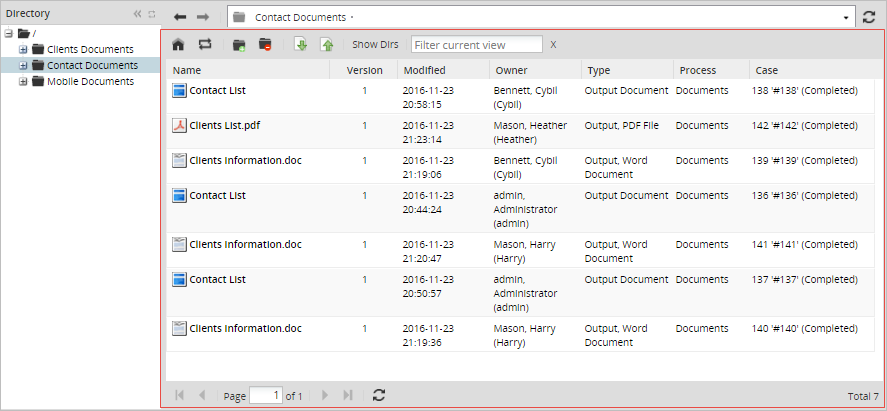 Directory
Contact Documents
/
Clients Documents
Contact Documents
Mobile Documents
Show Dirs Filter current view X
Name Version Modified Owner Type Process Case
Contact List 1 2016-11-23 Bennett, Cybil Output Document Documents 138 '#138' (Completed)
20:58:15 (Cybil)
Clients List.pdf 1 2016-11-23 Mason, Heather Output, PDF File Documents 142 '#142' (Completed)
21:23:14 (Heather)
Clients Information.doc 1 2016-11-23 Bennett, Cybil Output, Word Documents 139 '#139' (Completed)
21:19:06 (Cybil) Document
Contact List 1 2016-11-23 admin, Output Document Documents 136 '#136' (Completed)
20:44:24 Administrator
(admin)
Clients Information.doc 1 2016-11-23 Mason, Harry Output, Word Documents 141 '#141' (Completed)
21:20:47 (Harry) Document
Contact List 1 2016-11-23 admin, Output Document Documents 137 '#137' (Completed)
20:50:57 Administrator
(admin)
Clients Information.doc 1 2016-11-23 Mason, Harry Output, Word Documents 140 '#140' (Completed)
21:19:36 (Harry) Document
Page 1 of 1 Total 7